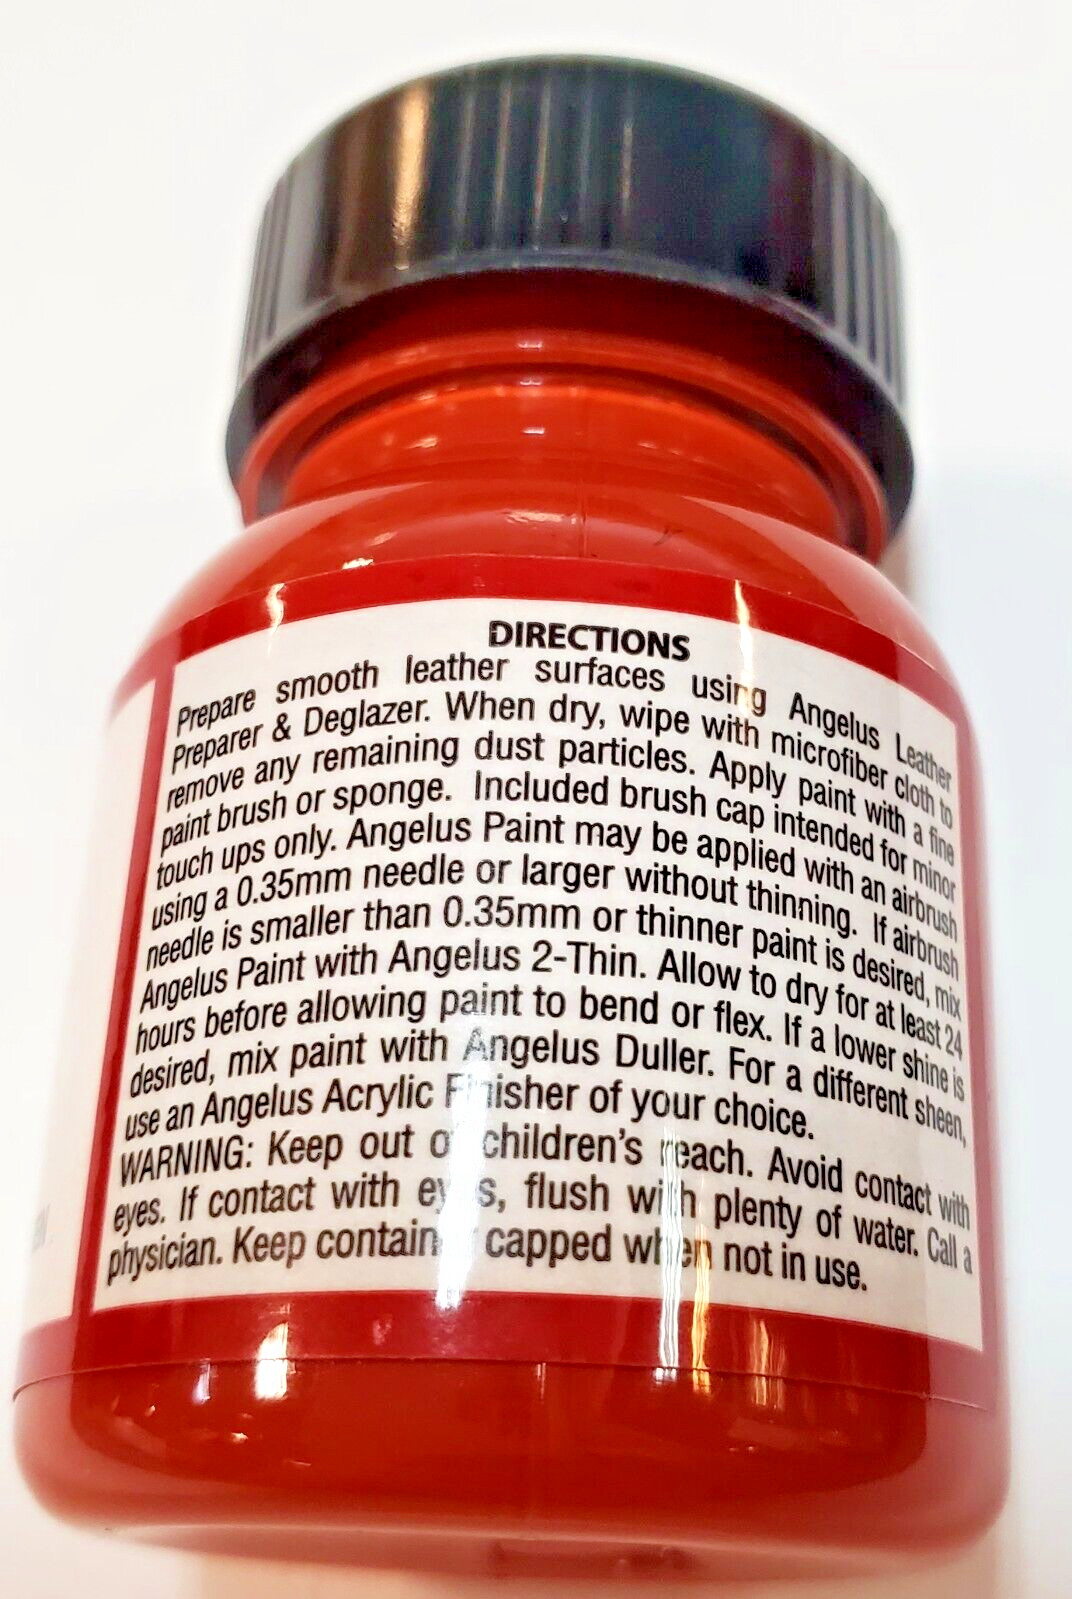 DIRECTIONS
Prepare smooth leather surfaces using Angelus Leather
Preparer & Deglazer. When dry, wipe with microfiber cloth to
remove any remaining dust particles. Apply paint with a fine
paint brush or sponge. Included brush cap intended for minor
touch ups only. Angelus Paint may be applied with an airbrush
using a 0.35mm needle or larger without thinning. If airbrush
needle is smaller than 0.35mm or thinner paint is desired, mix
Angelus Paint with Angelus 2-Thin. Allow to dry for at least 24
hours before allowing paint to bend or flex. If a lower shine is
desired, mix paint with Angelus Duller. For a different sheen,
use an Angelus Acrylic Finisher of your choice.
WARNING: Keep out of children's reach. Avoid contact with
eyes. If contact with eyes, flush with plenty of water. Call a
physician. Keep container capped when not in use.